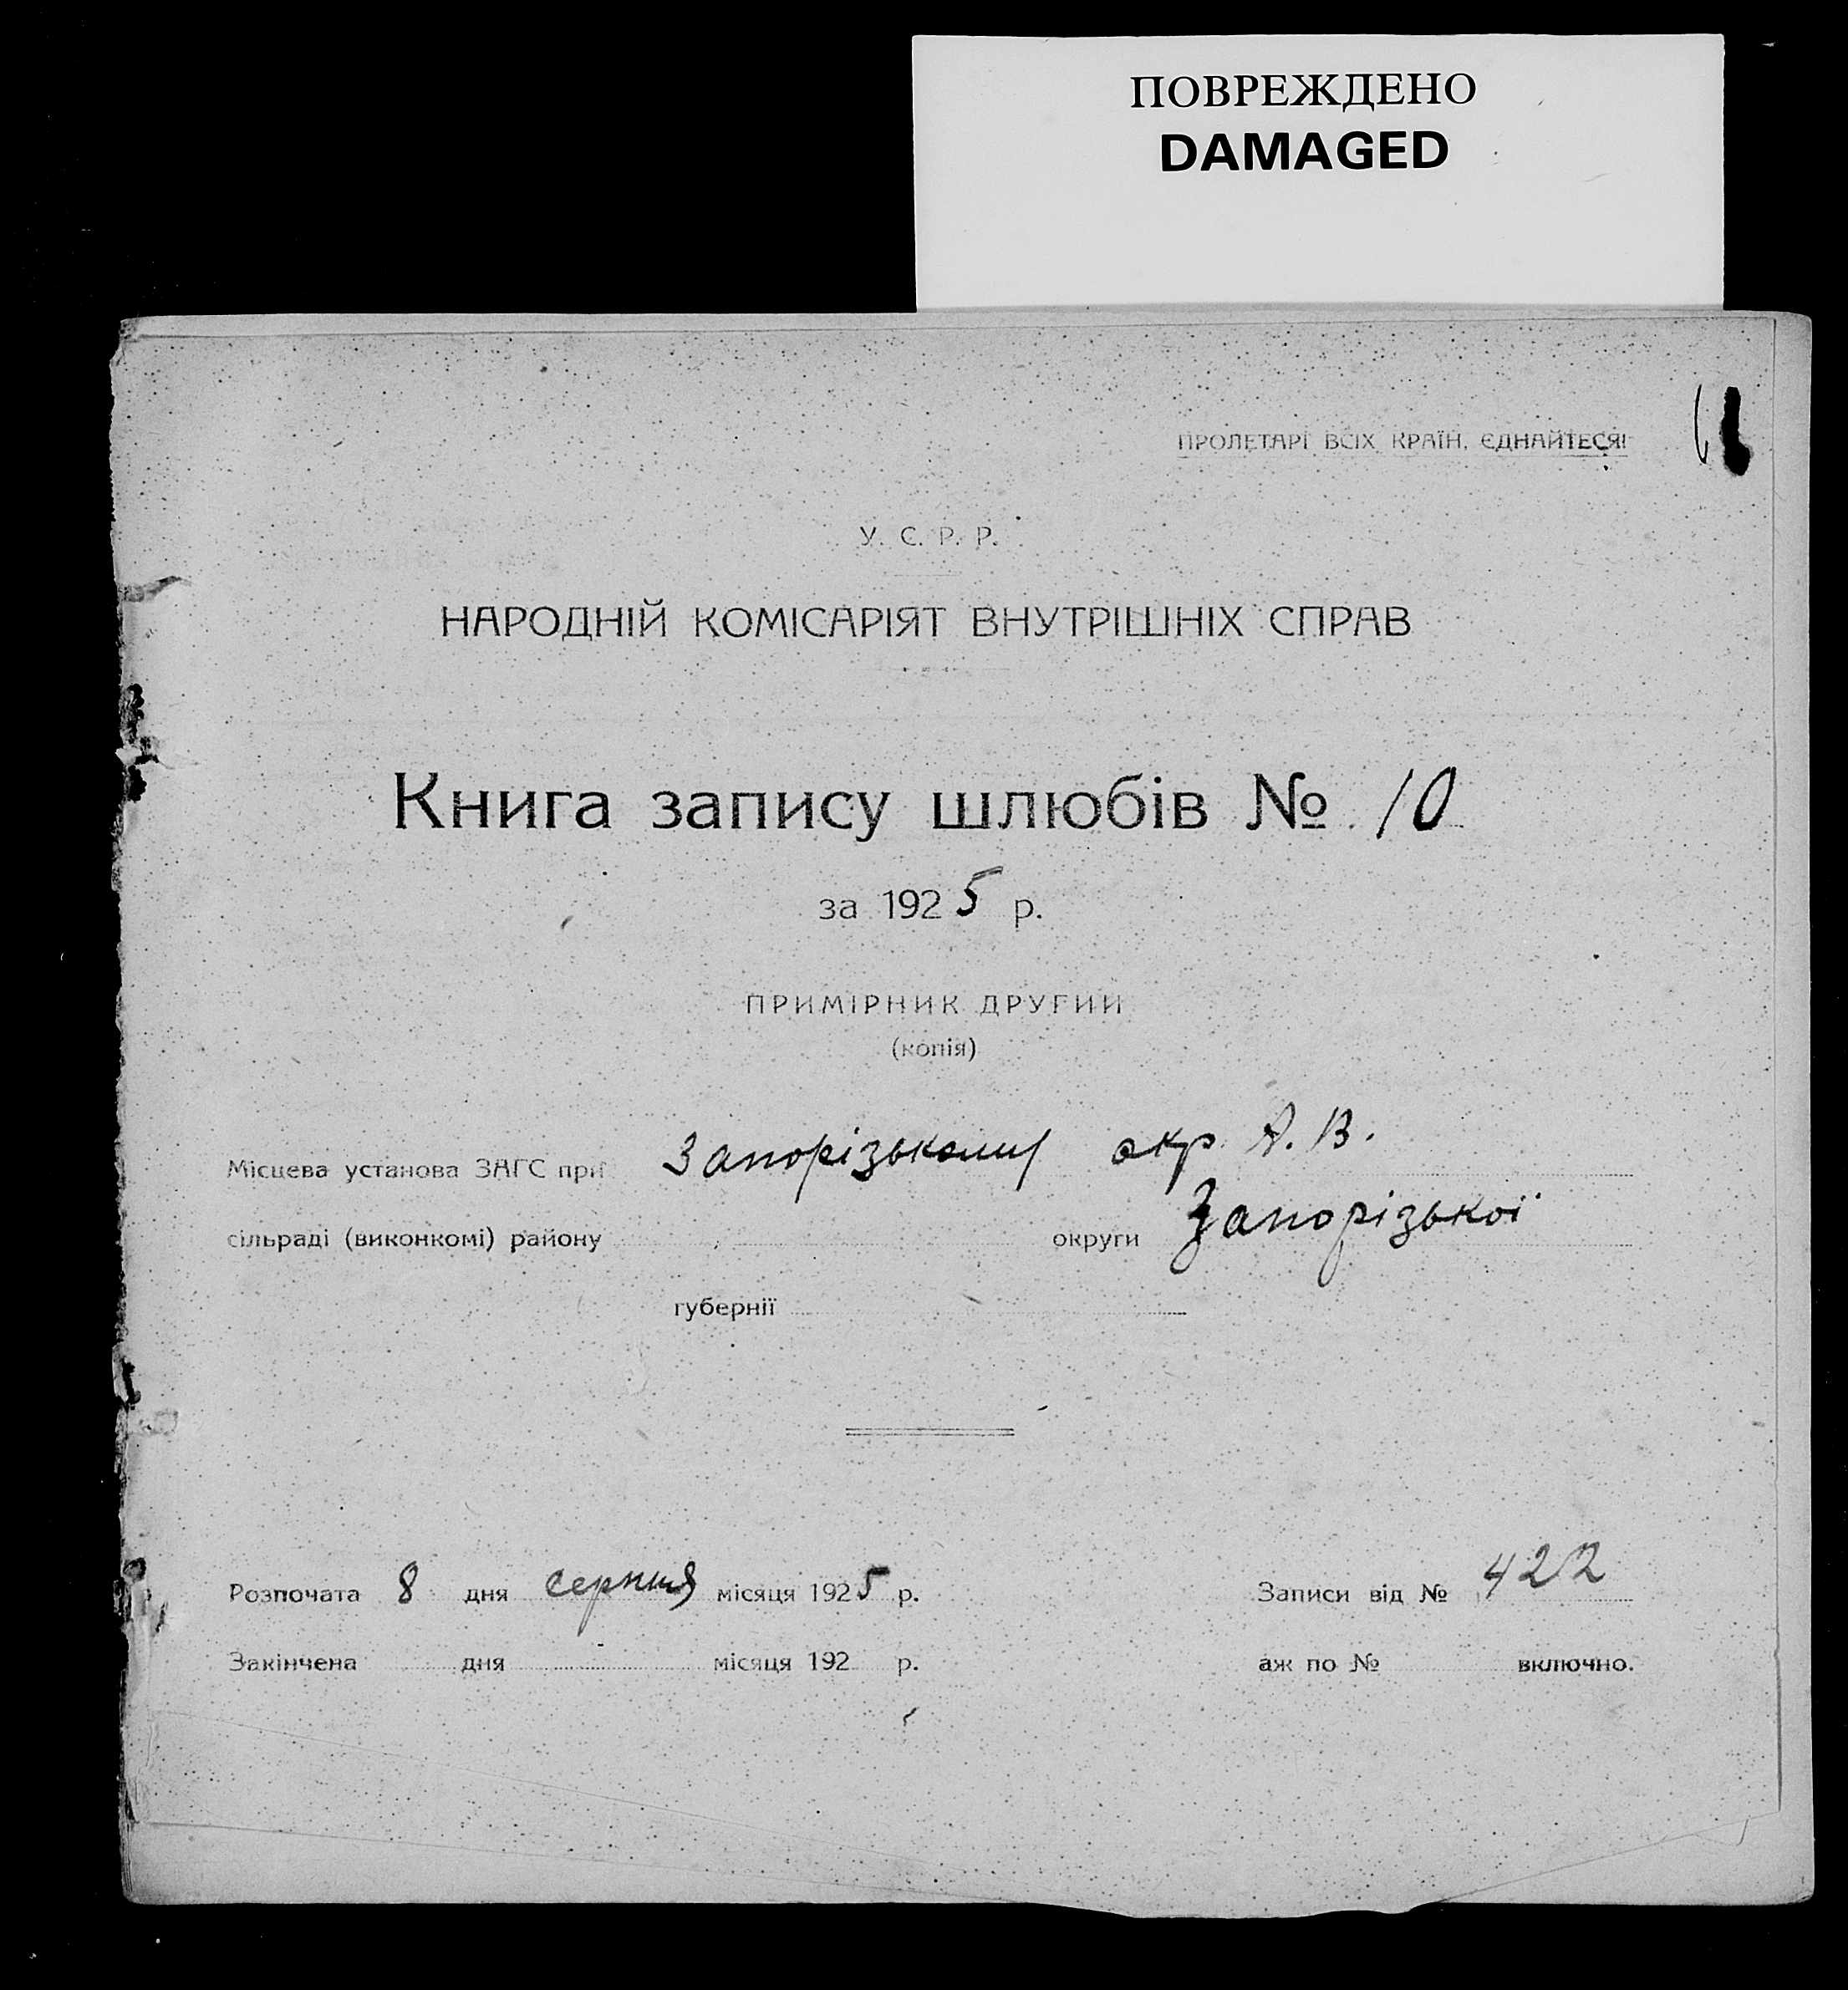 ПОВРЕЖДЕНО
DAMAGED
ПРОЛЕТАРІ ВСІХ КРАЇН, ЄДНАЙТЕСЯ!
У. С. Р. Р.
НАРОДНІЙ КОМІСАРІЯТ ВНУТРІШНІХ СПРАВ
Книга запису шлюбів № 10
за 1925 р.
ПРИМІРНИК ДРУГИЙ
(копія)
Місцева установа ЗАГС при Запорізькому окр. А. В.
сільраді (виконкомі) району округи Запорізької
губернії
Розпочата 8 дня серпня місяця 1925 р. Записи від № 422
Закінчена дня місяця 192 р. аж по № включно.